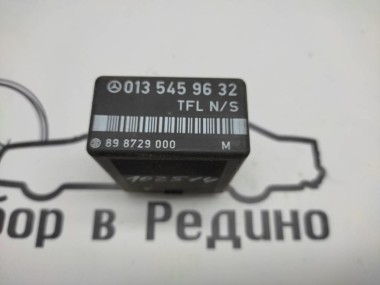 013 545 96 32
TFL N/S
89 8729 000 M
бор в Редино